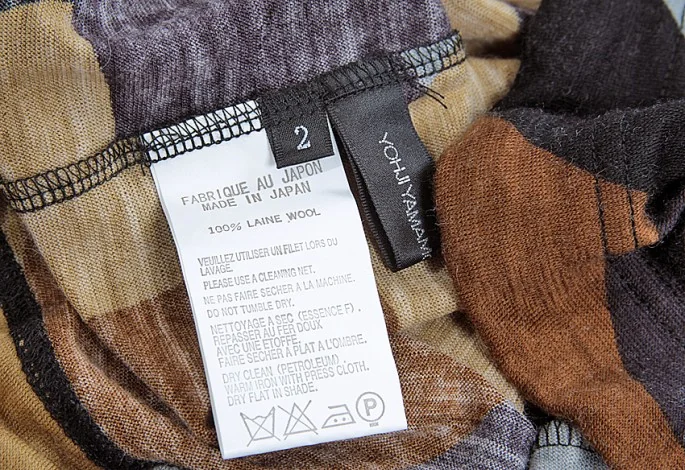 2
YOHJI YAMAM
FABRIQUE AU JAPON
MADE IN JAPAN
100% LAINE WOOL
VEUILLEZ UTILISER UN FILET LORS DU
LAVAGE.
PLEASE USE A CLEANING NET.
NE PAS FAIRE SECHER A LA MACHINE.
DO NOT TUMBLE DRY.
NETTOYAGE A SEC (ESSENCE F) ,
REPASSER AU FER DOUX
AVEC UNE ETOFFE
FAIRE SECHER A FLAT A L'OMBRE.
DRY CLEAN (PETROLEUM)
WARM IRON WITH PRESS CLOTH.
DRY FLAT IN SHADE.
P